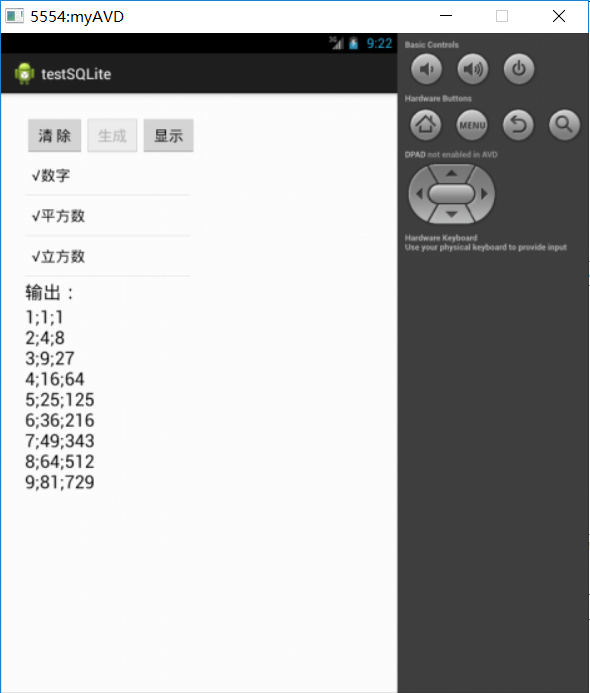 5554:myAVD
3G 9:22
testSQLite
清除 生成 显示
√数字
√平方数
√立方数
输出：
1;1;1
2;4;8
3;9;27
4;16;64
5;25;125
6;36;216
7;49;343
8;64;512
9;81;729
Basic Controls
Hardware Buttons
MENU
DPAD not enabled in AVD
Hardware Keyboard
Use your physical keyboard to provide input